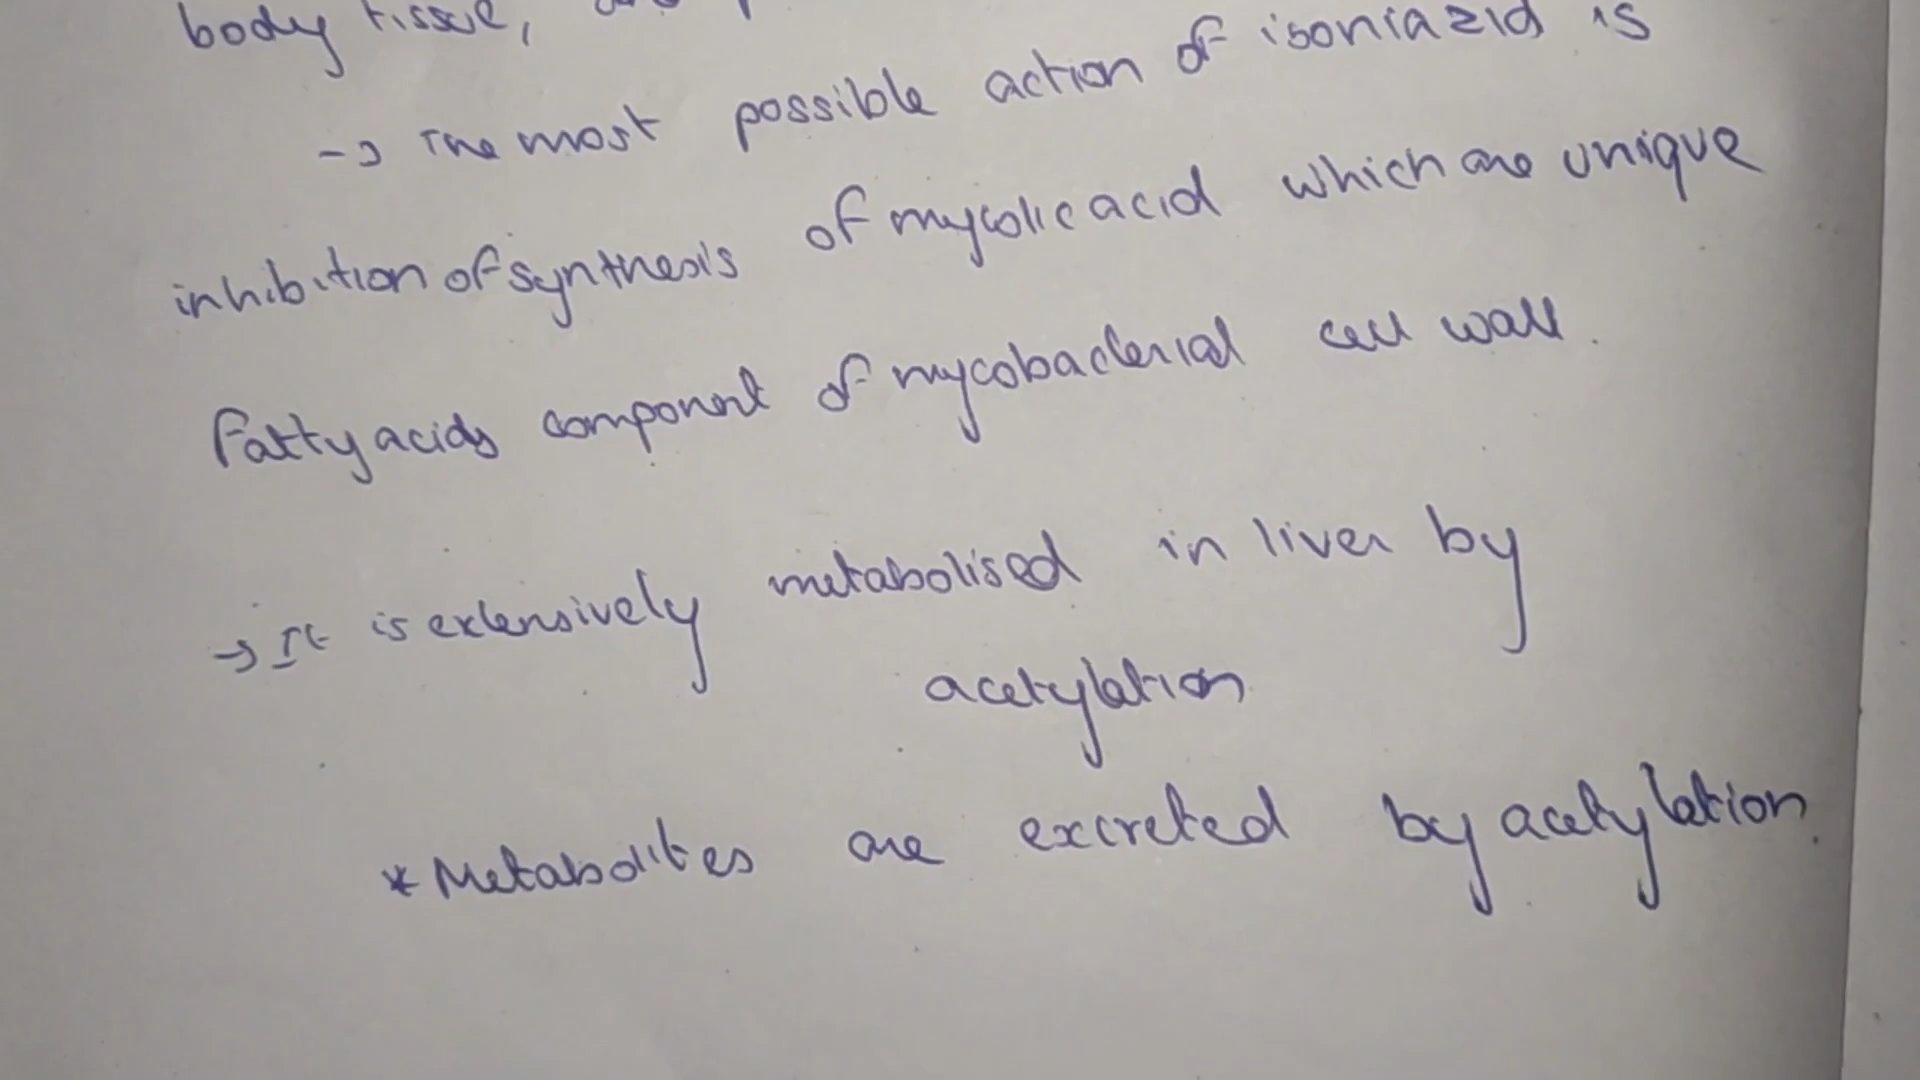 body tissue,
→ The most possible action of isoniazid is
inhibition of synthesis of mycolic acid which are unique
Fatty acids component of mycobacterial cell wall.
→ It is extensively metabolised in liver by
acetylation
* Metabolites are excreted by acetylation.